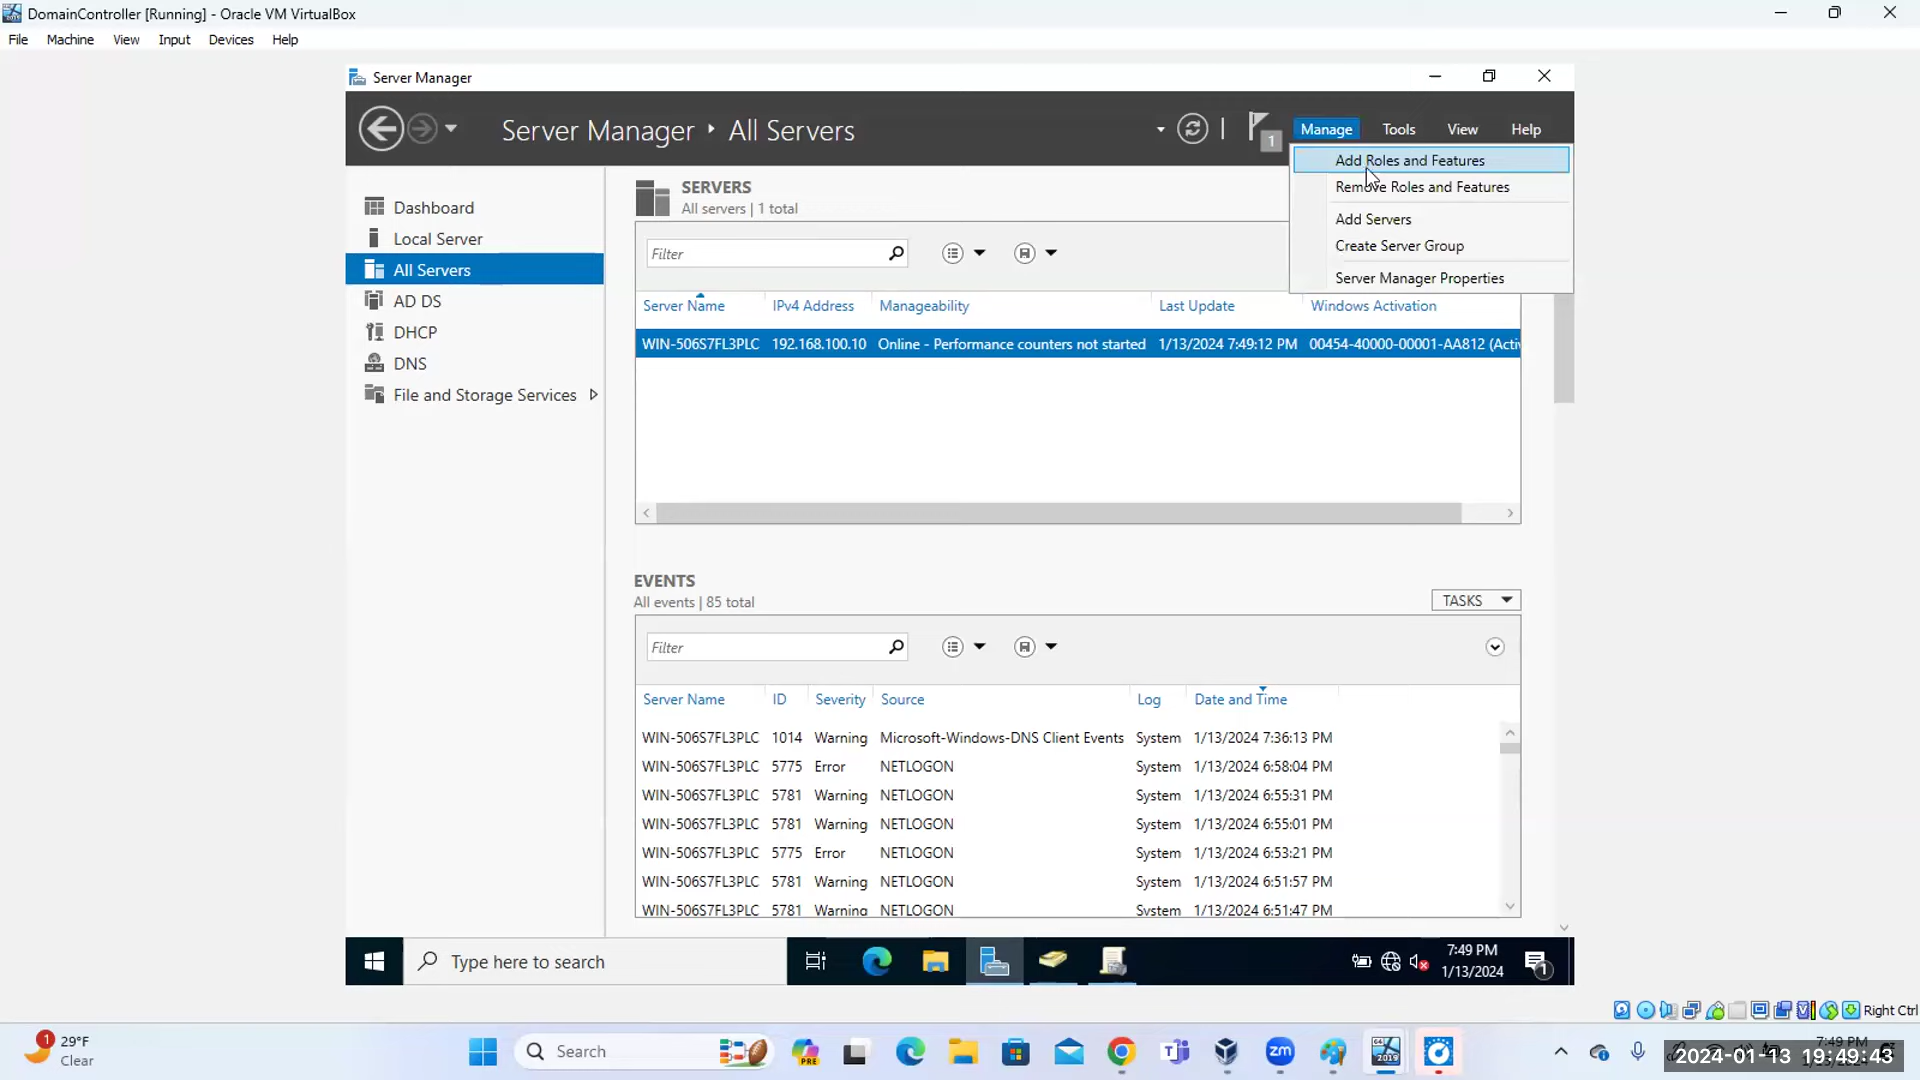 DomainController [Running] - Oracle VM VirtualBox
File Machine View Input Devices Help
Server Manager
Server Manager ‣ All Servers
1
Manage Tools View Help
Add Roles and Features
Remove Roles and Features
Add Servers
Create Server Group
Server Manager Properties
Dashboard
Local Server
All Servers
AD DS
DHCP
DNS
File and Storage Services
SERVERS
All servers | 1 total
Filter
Server Name IPv4 Address Manageability Last Update Windows Activation
WIN-506S7FL3PLC 192.168.100.10 Online - Performance counters not started 1/13/2024 7:49:12 PM 00454-40000-00001-AA812 (Activ
EVENTS
All events | 85 total
TASKS
Filter
Server Name ID Severity Source Log Date and Time
WIN-506S7FL3PLC 1014 Warning Microsoft-Windows-DNS Client Events System 1/13/2024 7:36:13 PM
WIN-506S7FL3PLC 5775 Error NETLOGON System 1/13/2024 6:58:04 PM
WIN-506S7FL3PLC 5781 Warning NETLOGON System 1/13/2024 6:55:31 PM
WIN-506S7FL3PLC 5781 Warning NETLOGON System 1/13/2024 6:55:01 PM
WIN-506S7FL3PLC 5775 Error NETLOGON System 1/13/2024 6:53:21 PM
WIN-506S7FL3PLC 5781 Warning NETLOGON System 1/13/2024 6:51:57 PM
WIN-506S7FL3PLC 5781 Warning NETLOGON System 1/13/2024 6:51:47 PM
Type here to search
7:49 PM
1/13/2024
1
Right Ctrl
1
29°F
Clear
Search
PRE
zm
2019
7:49 PM
2024-01-13 19:49:43